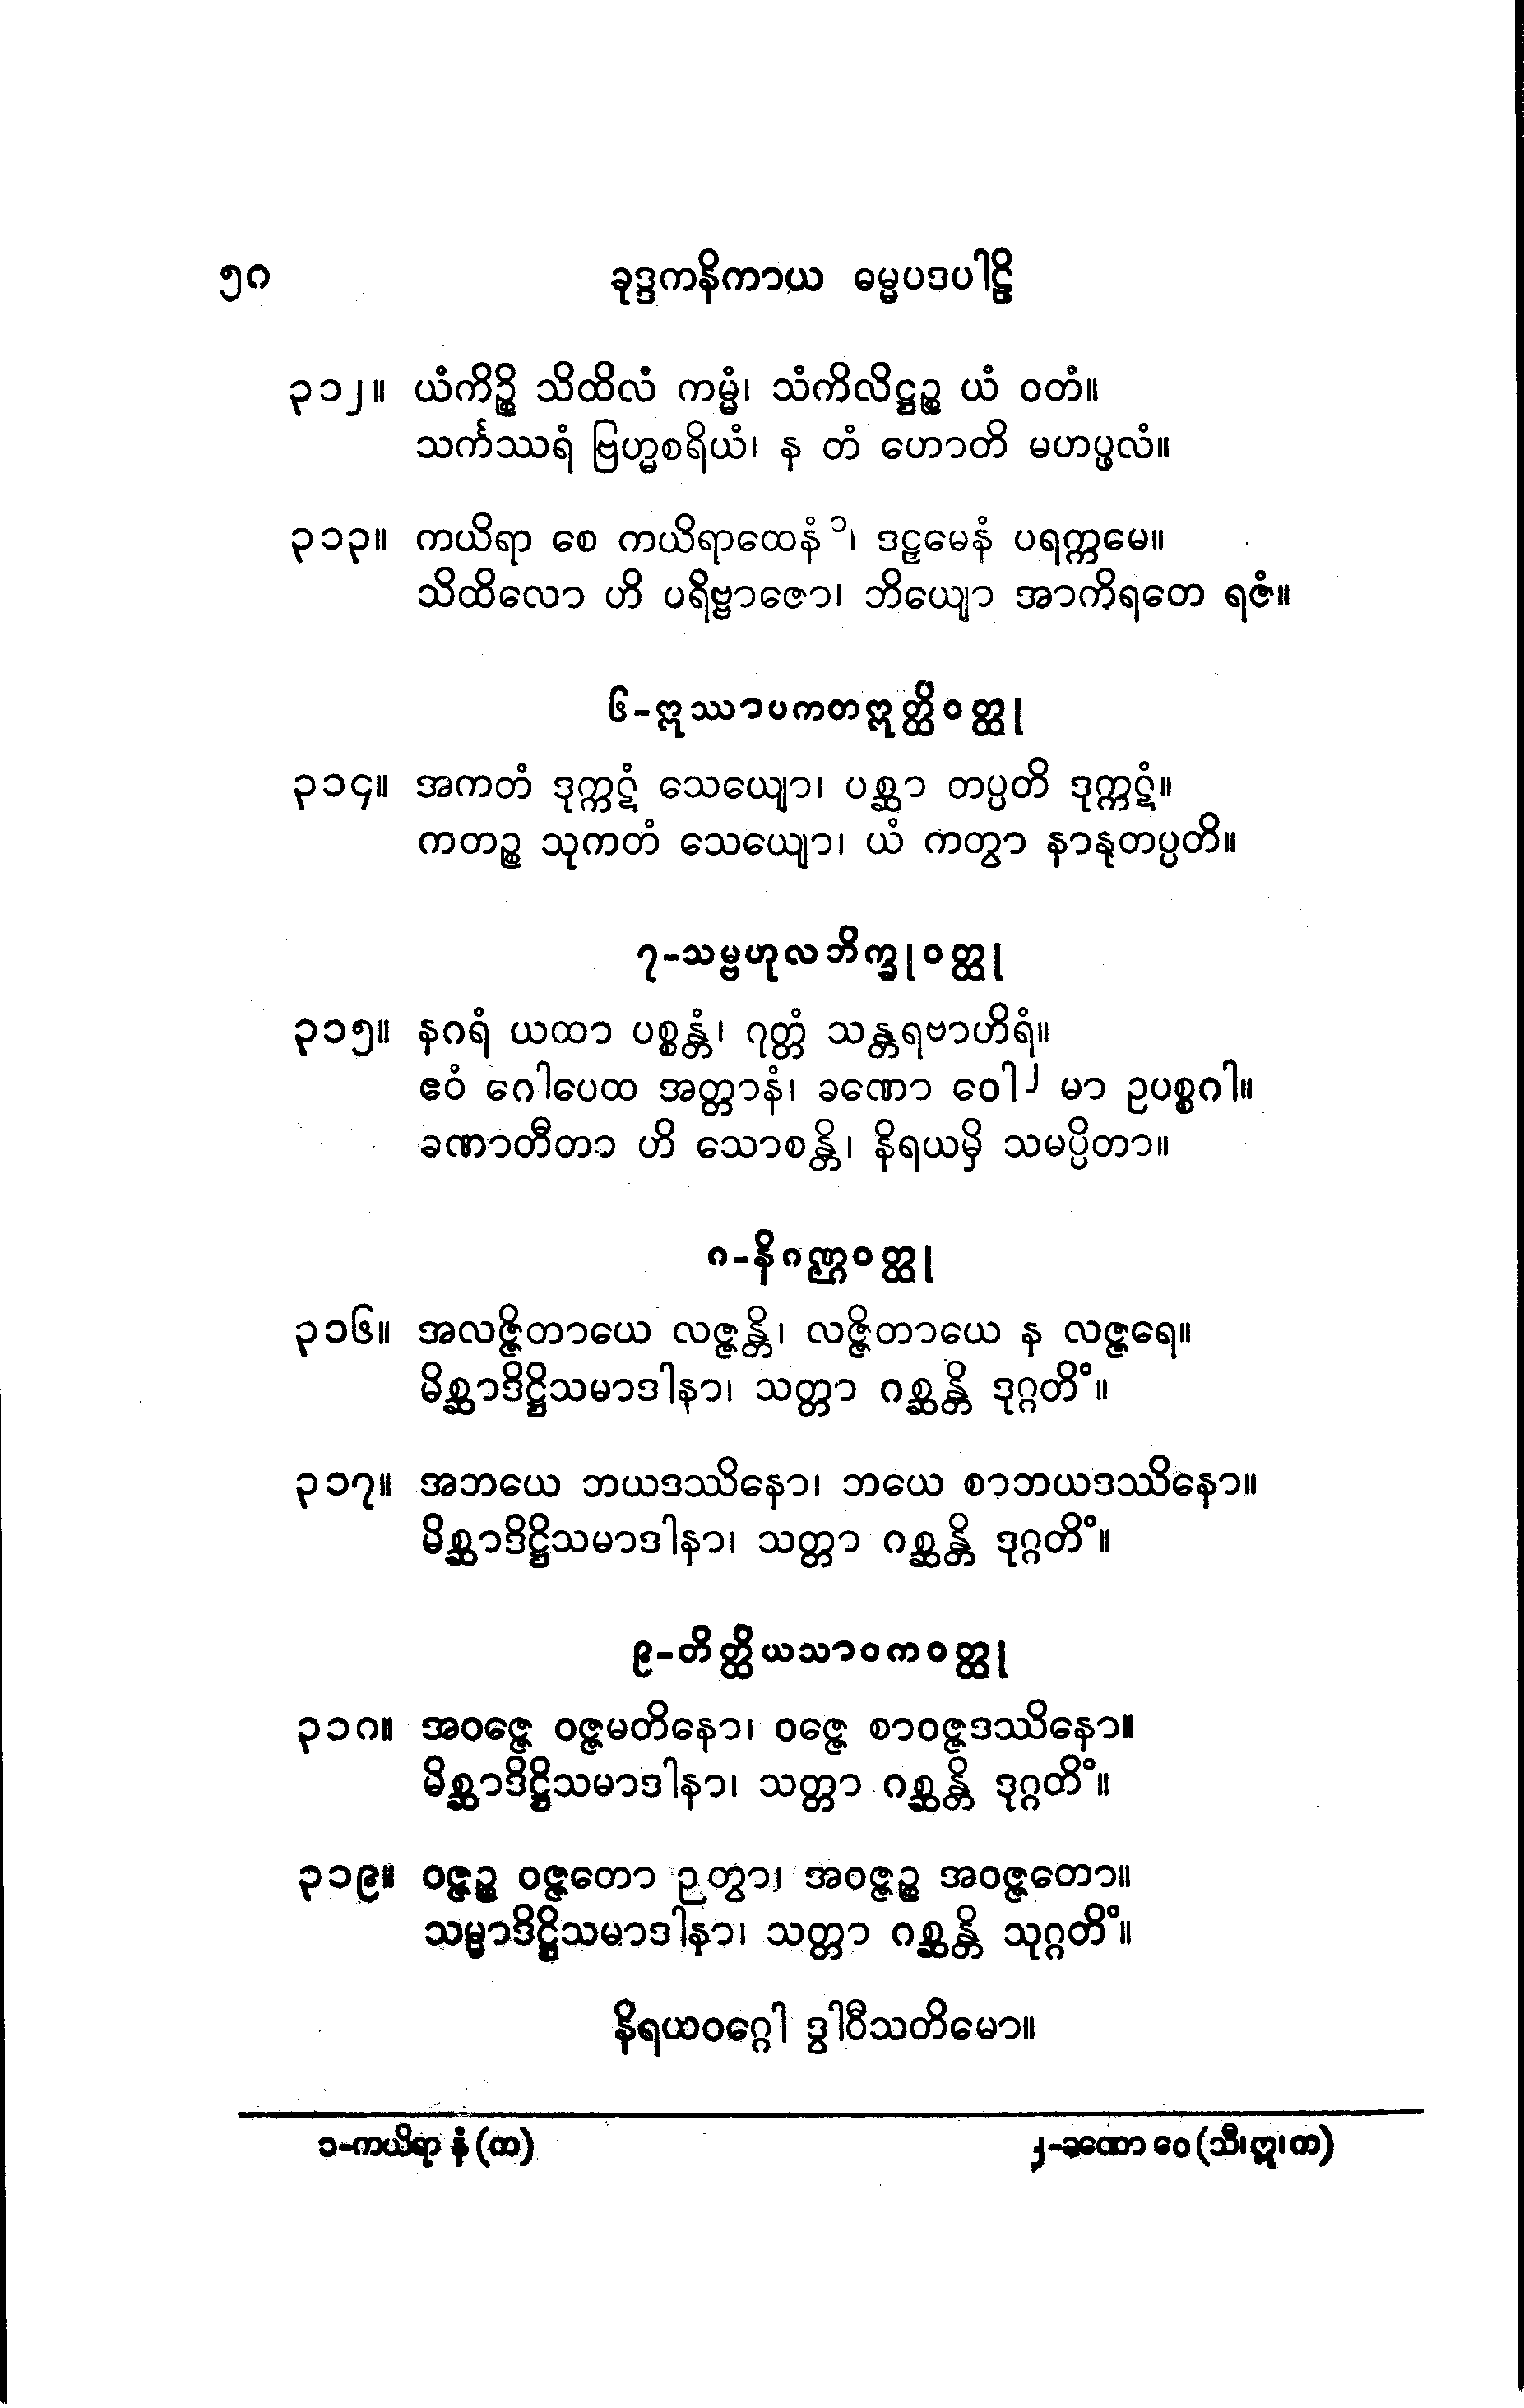 ၅၈ ခုဒ္ဒကနိကာယ ဓမ္မပဒပါဠိ
၃၁၂။ ယံကိဉ္စိ သိထိလံ ကမ္မံ၊ သံကိလိဋ္ဌဉ္စ ယံ ဝတံ။
သင်္ကဿရံ ဗြဟ္မစရိယံ၊ န တံ ဟောတိ မဟပ္ဖလံ။
၃၁၃။ ကယိရာ စေ ကယိရာထေနံ ၁၊ ဒဠှမေနံ ပရက္ကမေ။
သိထိလော ဟိ ပရိဗ္ဗာဇော၊ ဘိယျော အာကိရတေ ရဇံ။
၆-ဣဿာပကတဣတ္ထိဝတ္ထု
၃၁၄။ အကတံ ဒုက္ကဋံ သေယျော၊ ပစ္ဆာ တပ္ပတိ ဒုက္ကဋံ။
ကတဉ္စ သုကတံ သေယျော၊ ယံ ကတွာ နာနုတပ္ပတိ။
၇-သမ္ဗဟုလဘိက္ခုဝတ္ထု
၃၁၅။ နဂရံ ယထာ ပစ္စန္တံ၊ ဂုတ္တံ သန္တရဗာဟိရံ။
ဧဝံ ဂေါပေထ အတ္တာနံ၊ ခဏော ဝေါ ၂ မာ ဥပစ္စဂါ။
ခဏာတီတာ ဟိ သောစန္တိ၊ နိရယမှိ သမပ္ပိတာ။
၈-နိဂဏ္ဌဝတ္ထု
၃၁၆။ အလဇ္ဇိတာယေ လဇ္ဇန္တိ၊ လဇ္ဇိတာယေ န လဇ္ဇရေ။
မိစ္ဆာဒိဋ္ဌိသမာဒါနာ၊ သတ္တာ ဂစ္ဆန္တိ ဒုဂ္ဂတိံ။
၃၁၇။ အဘယေ ဘယဒဿိနော၊ ဘယေ စာဘယဒဿိနော။
မိစ္ဆာဒိဋ္ဌိသမာဒါနာ၊ သတ္တာ ဂစ္ဆန္တိ ဒုဂ္ဂတိံ။
၉-တိတ္ထိယသာဝကဝတ္ထု
၃၁၈။ အဝဇ္ဇေ ဝဇ္ဇမတိနော၊ ဝဇ္ဇေ စာဝဇ္ဇဒဿိနော။
မိစ္ဆာဒိဋ္ဌိသမာဒါနာ၊ သတ္တာ ဂစ္ဆန္တိ ဒုဂ္ဂတိံ။
၃၁၉။ ဝဇ္ဇဉ္စ ဝဇ္ဇတော ဉတွာ၊ အဝဇ္ဇဉ္စ အဝဇ္ဇတော။
သမ္မာဒိဋ္ဌိသမာဒါနာ၊ သတ္တာ ဂစ္ဆန္တိ သုဂ္ဂတိံ။
နိရယဝဂ္ဂေါ ဒွါဝီသတိမော။
၁-ကယိရာ နံ (က) ၂-ခဏော ဝေ (သီ၊ ဣ၊ က)